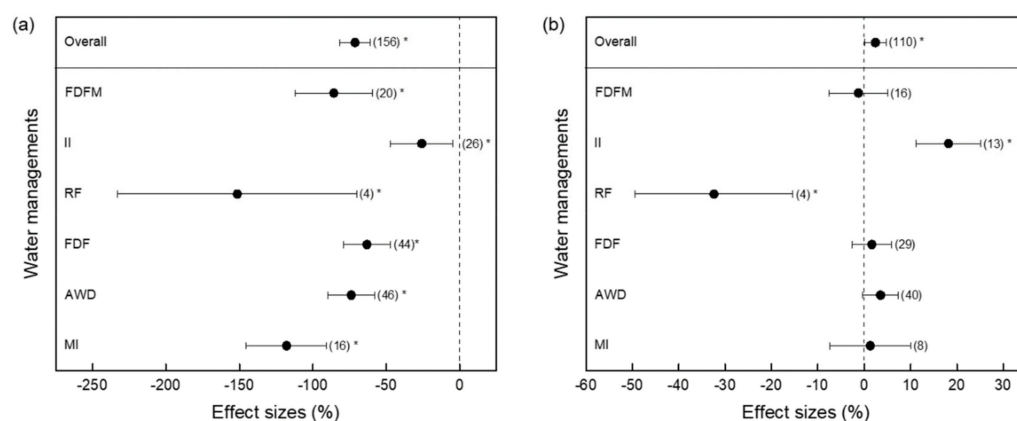 (a)
Overall
(156) *
FDFM
(20) *
II
(26) *
RF
(4) *
FDF
(44)*
AWD
(46) *
MI
(16) *
Water managements
-250 -200 -150 -100 -50 0
Effect sizes (%)
(b)
Overall
(110) *
FDFM
(16)
II
(13) *
RF
(4) *
FDF
(29)
AWD
(40)
MI
(8)
Water managements
-60 -50 -40 -30 -20 -10 0 10 20 30
Effect sizes (%)